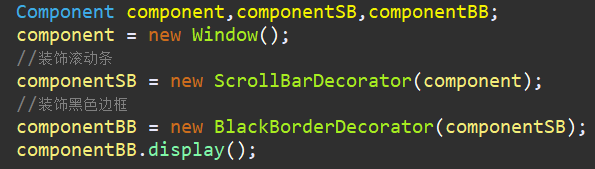 Component component,componentSB,componentBB;
component = new Window();
//装饰滚动条
componentSB = new ScrollBarDecorator(component);
//装饰黑色边框
componentBB = new BlackBorderDecorator(componentSB);
componentBB.display();